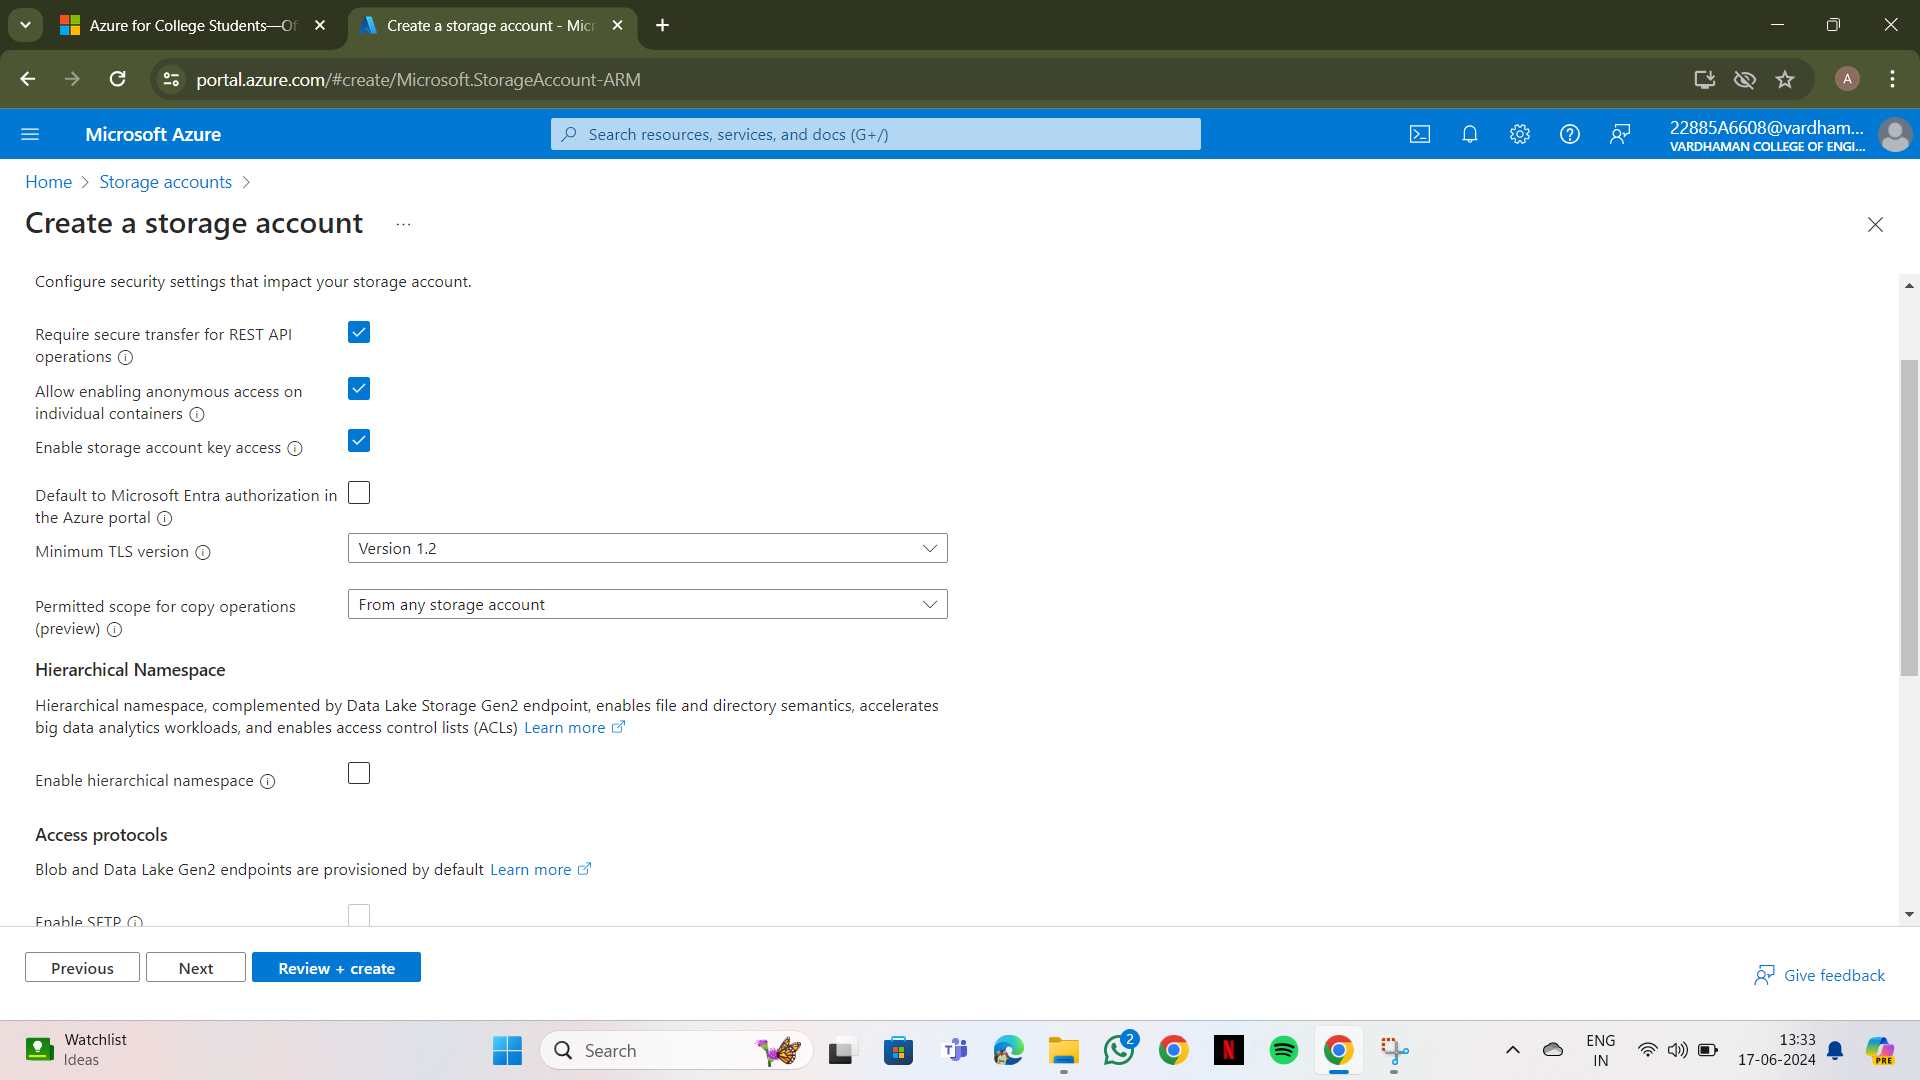 Azure for College Students—Of
Create a storage account - Micr
portal.azure.com/#create/Microsoft.StorageAccount-ARM
A
Microsoft Azure
Search resources, services, and docs (G+/)
22885A6608@vardham...
VARDHAMAN COLLEGE OF ENGI...
Home > Storage accounts >
Create a storage account ...
Configure security settings that impact your storage account.
Require secure transfer for REST API
operations
Allow enabling anonymous access on
individual containers
Enable storage account key access
Default to Microsoft Entra authorization in
the Azure portal
Minimum TLS version
Version 1.2
Permitted scope for copy operations
(preview)
From any storage account
Hierarchical Namespace
Hierarchical namespace, complemented by Data Lake Storage Gen2 endpoint, enables file and directory semantics, accelerates
big data analytics workloads, and enables access control lists (ACLs) Learn more
Enable hierarchical namespace
Access protocols
Blob and Data Lake Gen2 endpoints are provisioned by default Learn more
Enable SFTP
Previous
Next
Review + create
Give feedback
Watchlist
Ideas
Search
2
N
ENG
IN
13:33
17-06-2024
PRE